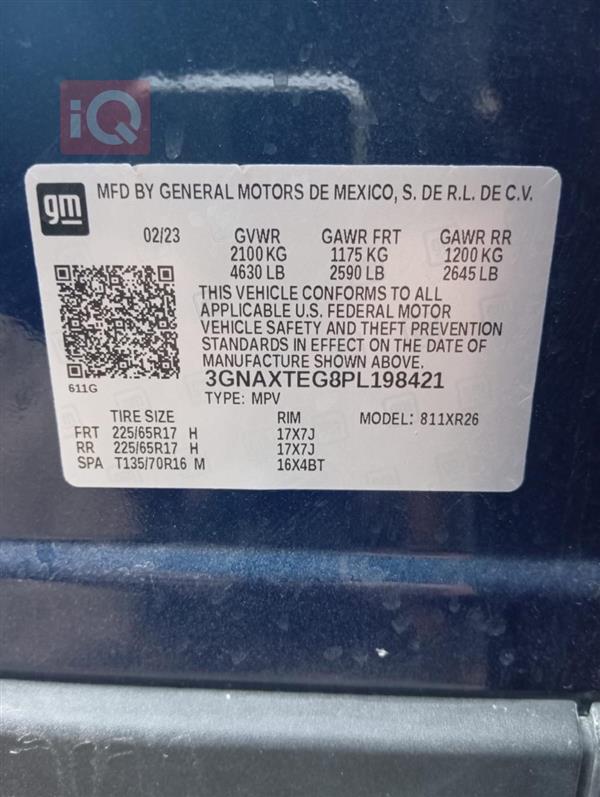 iQ
gm
MFD BY GENERAL MOTORS DE MEXICO, S. DE R.L. DE C.V.
02/23 GVWR GAWR FRT GAWR RR
2100 KG 1175 KG 1200 KG
4630 LB 2590 LB 2645 LB
THIS VEHICLE CONFORMS TO ALL
APPLICABLE U.S. FEDERAL MOTOR
VEHICLE SAFETY AND THEFT PREVENTION
STANDARDS IN EFFECT ON THE DATE OF
MANUFACTURE SHOWN ABOVE.
611G
3GNAXTEG8PL198421
TYPE: MPV
TIRE SIZE RIM MODEL: 811XR26
FRT 225/65R17 H 17X7J
RR 225/65R17 H 17X7J
SPA T135/70R16 M 16X4BT